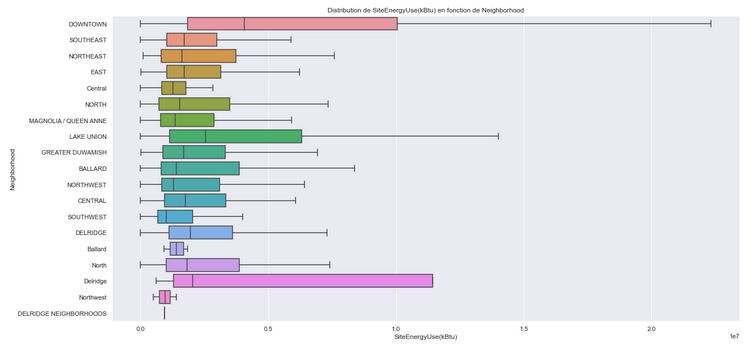 Distribution de SiteEnergyUse(kBtu) en fonction de Neighborhood
DOWNTOWN
SOUTHEAST
NORTHEAST
EAST
Central
NORTH
MAGNOLIA / QUEEN ANNE
LAKE UNION
GREATER DUWAMISH
BALLARD
NORTHWEST
CENTRAL
SOUTHWEST
DELRIDGE
Ballard
North
Delridge
Northwest
DELRIDGE NEIGHBORHOODS
Neighborhood
0.0 0.5 1.0 1.5 2.0
SiteEnergyUse(kBtu)
1e7